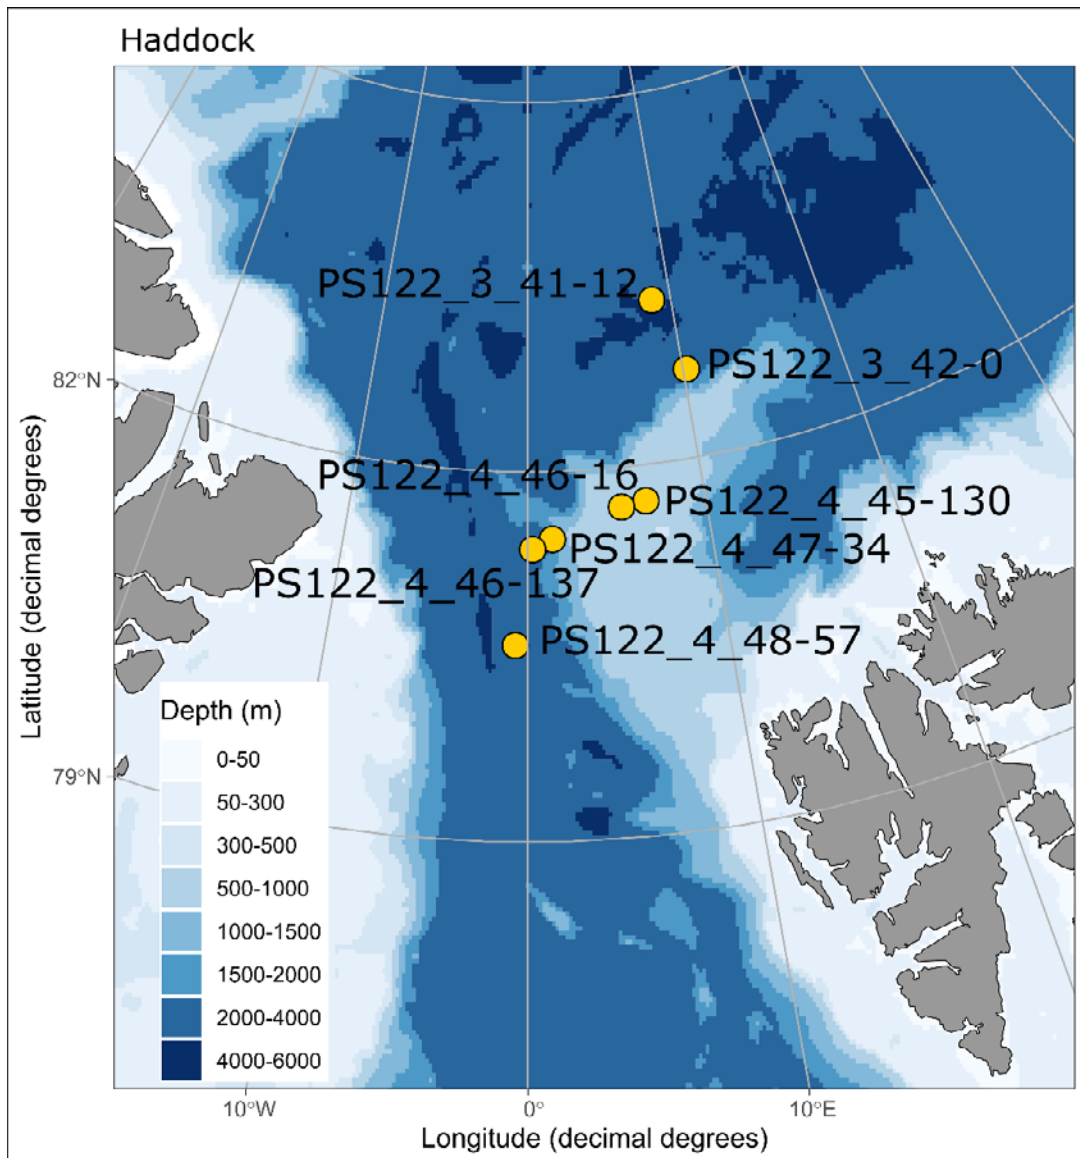 Haddock
PS122_3_41-12
PS122_3_42-0
82°N
PS122_4_46-16
PS122_4_45-130
PS122_4_47-34
PS122_4_46-137
PS122_4_48-57
Latitude (decimal degrees)
Depth (m)
0-50
79°N
50-300
300-500
500-1000
1000-1500
1500-2000
2000-4000
4000-6000
10°W
0°
10°E
Longitude (decimal degrees)